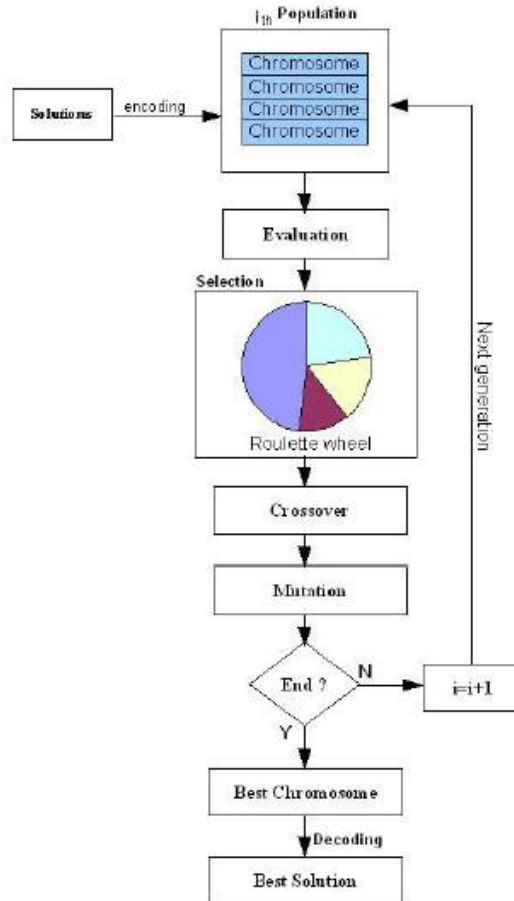 i_th Population
Chromosome
Chromosome
Chromosome
Chromosome
Solutions
encoding
Evaluation
Selection
Roulette wheel
Next generation
Crossover
Mutation
End ?
N
i=i+1
Y
Best Chromosome
Decoding
Best Solution